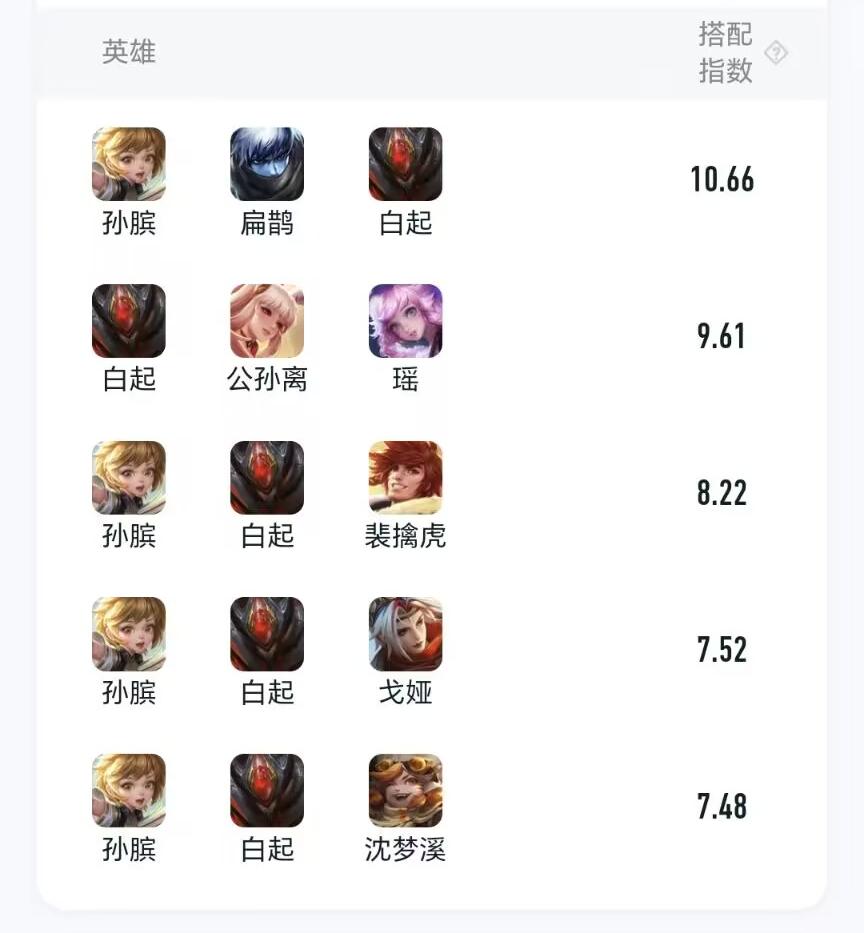 英雄
搭配
指数
?
孙膑 扁鹊 白起 10.66
白起 公孙离 瑶 9.61
孙膑 白起 裴擒虎 8.22
孙膑 白起 戈娅 7.52
孙膑 白起 沈梦溪 7.48